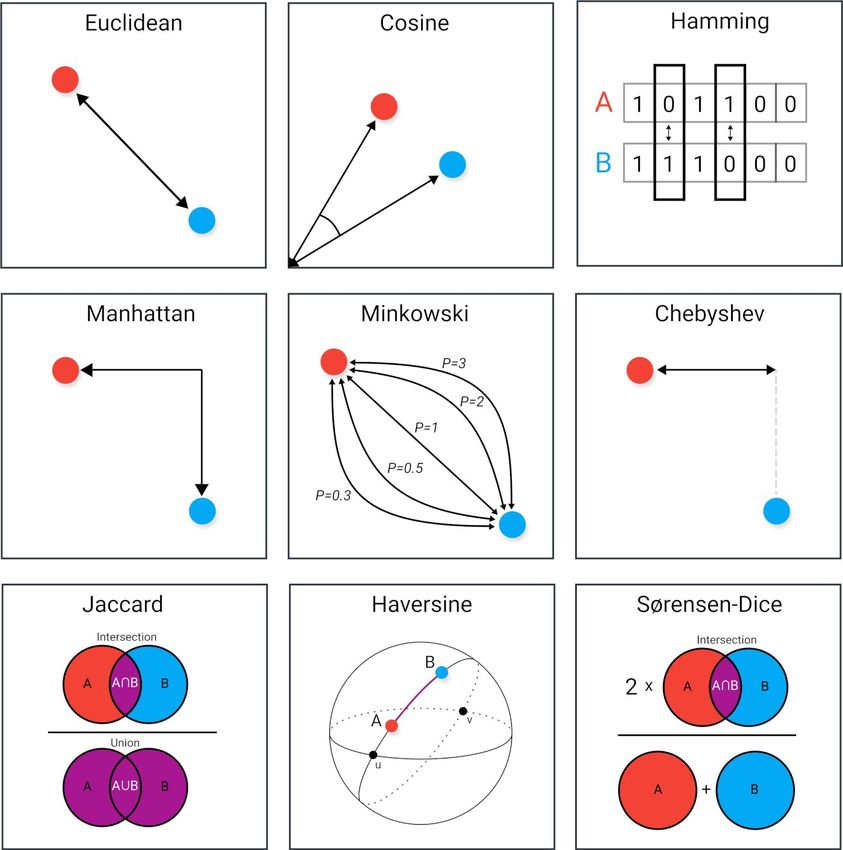 Euclidean
Cosine
Hamming
A 1 0 1 1 0 0
B 1 1 1 0 0 0
Manhattan
Minkowski
P=3
P=2
P=1
P=0.5
P=0.3
Chebyshev
Jaccard
Intersection
A A∩B B
Union
A A∪B B
Haversine
B
A
v
u
Sørensen-Dice
Intersection
2 x A A∩B B
A + B